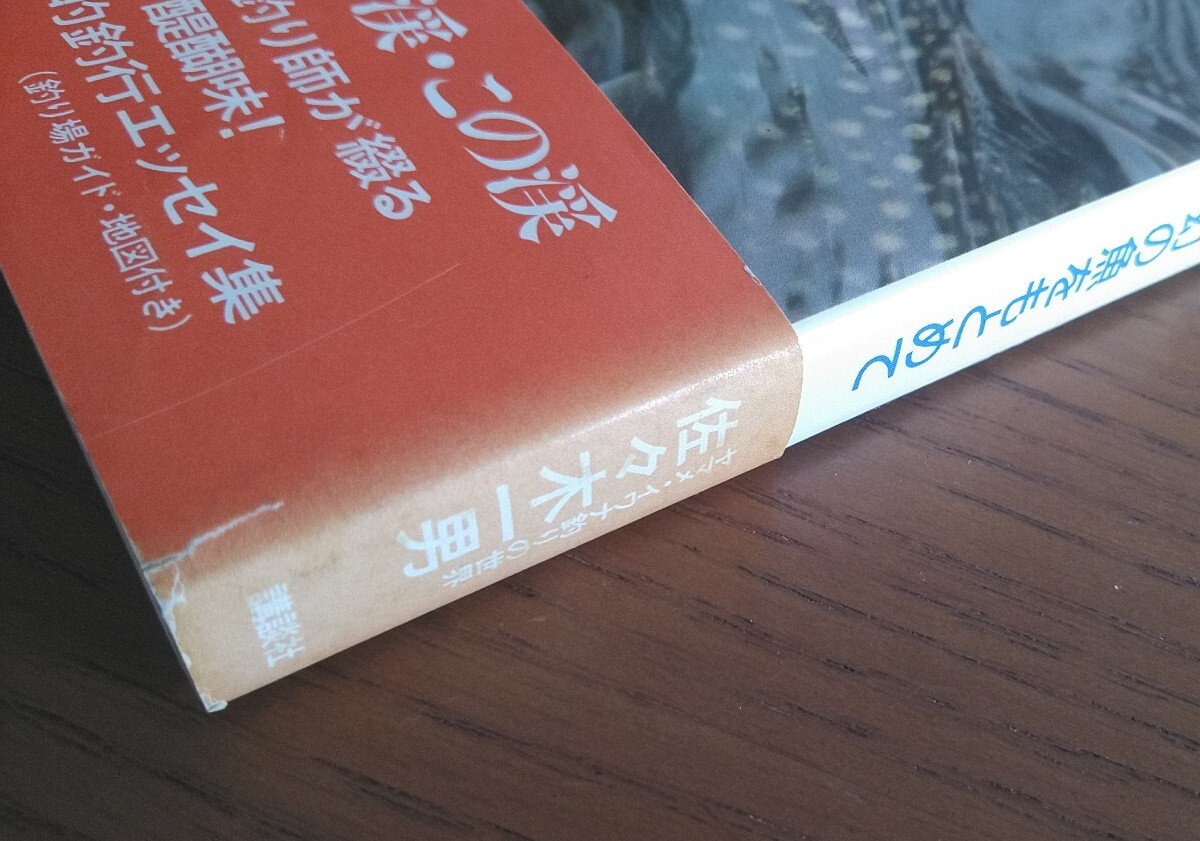 渓・この渓
釣り師が綴る
醍醐味!
釣行エッセイ集
(釣り場ガイド・地図付き)
幻の魚をもとめて
ヤマメ・イワナ釣りの世界
佐々木一男
講談社